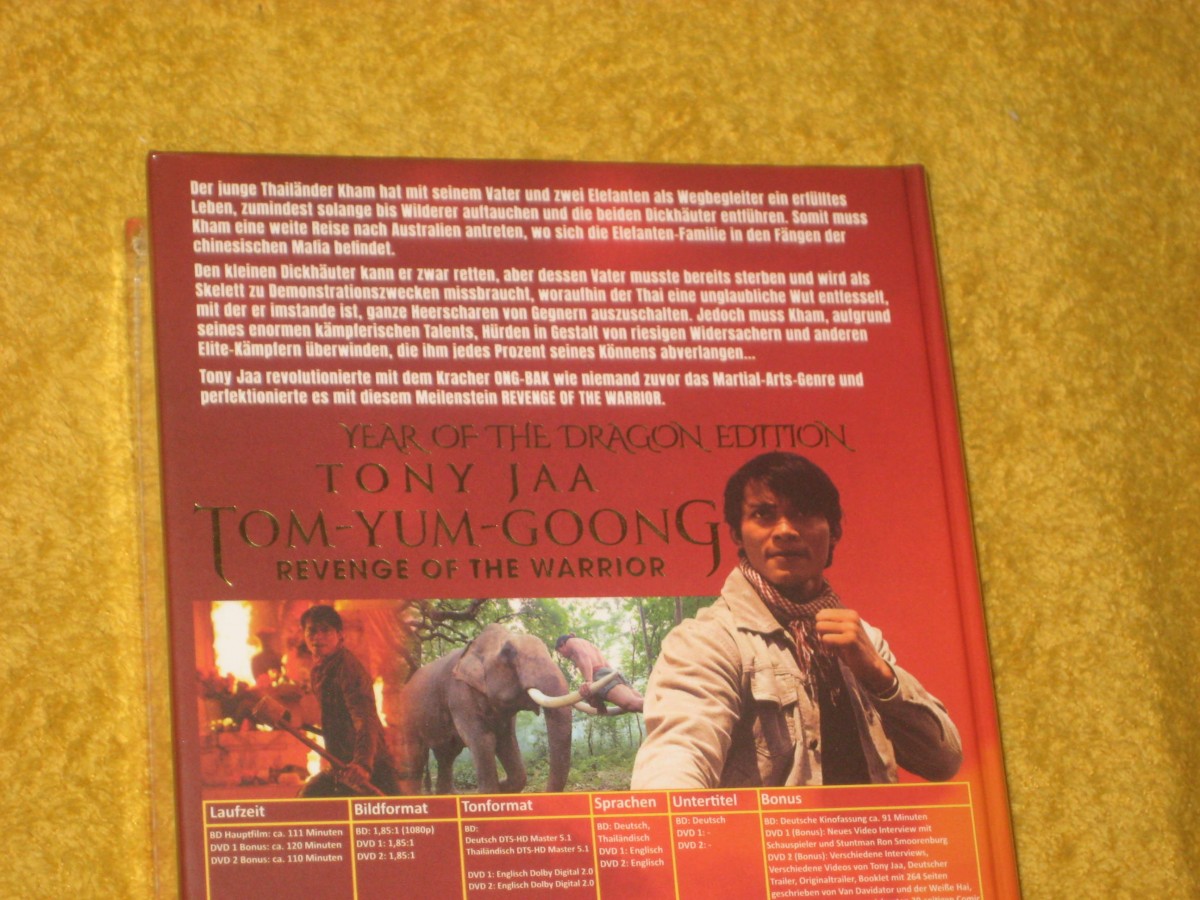 Der junge Thailänder Kham hat mit seinem Vater und zwei Elefanten als Wegbegleiter ein erfülltes
Leben, zumindest solange bis Wilderer auftauchen und die beiden Dickhäuter entführen. Somit muss
Kham eine weite Reise nach Australien antreten, wo sich die Elefanten-Familie in den Fängen der
chinesischen Mafia befindet.
Den kleinen Dickhäuter kann er zwar retten, aber dessen Vater musste bereits sterben und wird als
Skelett zu Demonstrationszwecken missbraucht, woraufhin der Thai eine unglaubliche Wut entfesselt,
mit der er imstande ist, ganze Heerscharen von Gegnern auszuschalten. Jedoch muss Kham, aufgrund
seines enormen kämpferischen Talents, Hürden in Gestalt von riesigen Widersachern und anderen
Elite-Kämpfern überwinden, die ihm jedes Prozent seines Könnens abverlangen...
Tony Jaa revolutionierte mit dem Kracher ONG-BAK wie niemand zuvor das Martial-Arts-Genre und
perfektionierte es mit diesem Meilenstein REVENGE OF THE WARRIOR.
YEAR OF THE DRAGON EDITION
TONY JAA
TOM-YUM-GOONG
REVENGE OF THE WARRIOR
Laufzeit
BD Hauptfilm: ca. 111 Minuten
DVD 1 Bonus: ca. 120 Minuten
DVD 2 Bonus: ca. 110 Minuten
Bildformat
BD: 1,85:1 (1080p)
DVD 1: 1,85:1
DVD 2: 1,85:1
Tonformat
BD:
Deutsch DTS-HD Master 5.1
Thailändisch DTS-HD Master 5.1
DVD 1: Englisch Dolby Digital 2.0
DVD 2: Englisch Dolby Digital 2.0
Sprachen
BD: Deutsch,
Thailändisch
DVD 1: Englisch
DVD 2: Englisch
Untertitel
BD: Deutsch
DVD 1: -
DVD 2: -
Bonus
BD: Deutsche Kinofassung ca. 91 Minuten
DVD 1 (Bonus): Neues Video Interview mit
Schauspieler und Stuntman Ron Smoorenburg
DVD 2 (Bonus): Verschiedene Interviews,
Verschiedene Videos von Tony Jaa, Deutscher
Trailer, Originaltrailer, Booklet mit 264 Seiten
geschrieben von Van Davidator und der Weiße Hai,